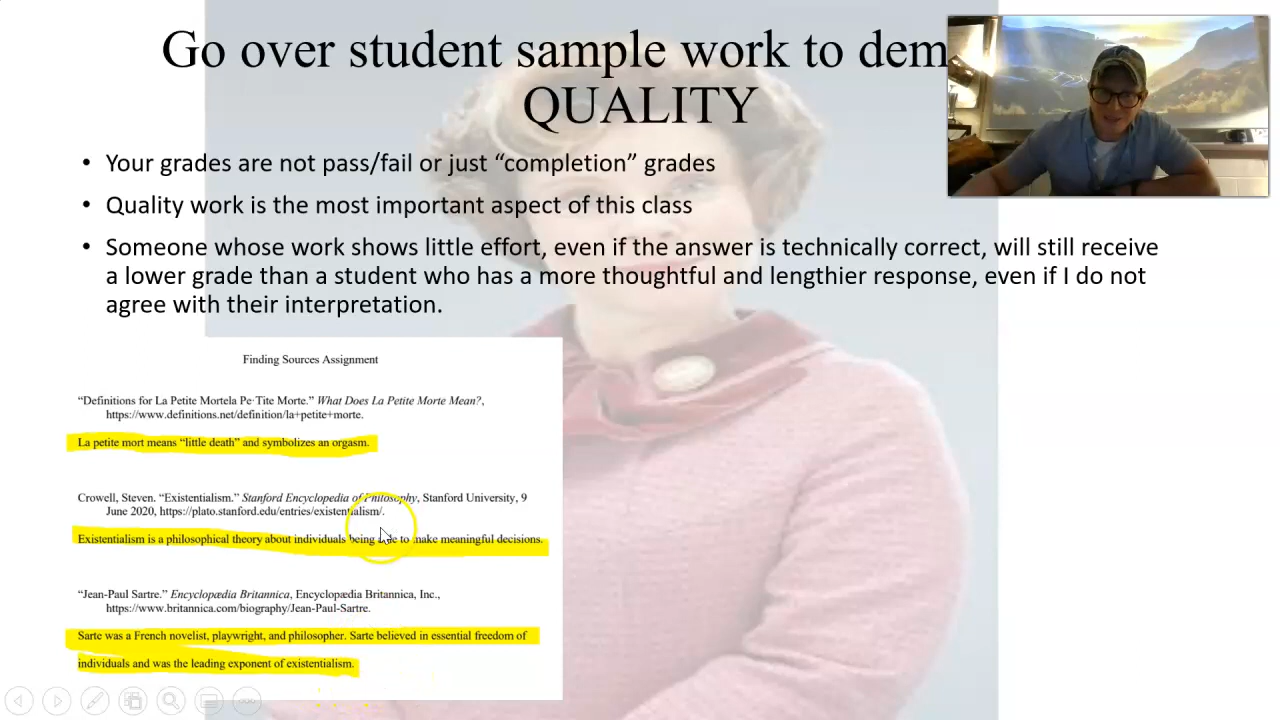 Go over student sample work to dem
QUALITY
• Your grades are not pass/fail or just “completion” grades
• Quality work is the most important aspect of this class
• Someone whose work shows little effort, even if the answer is technically correct, will still receive
a lower grade than a student who has a more thoughtful and lengthier response, even if I do not
agree with their interpretation.
Finding Sources Assignment
“Definitions for La Petite Mortela Pe·Tite Morte.” What Does La Petite Morte Mean?,
https://www.definitions.net/definition/la+petite+morte.
La petite mort means “little death” and symbolizes an orgasm.
Crowell, Steven. “Existentialism.” Stanford Encyclopedia of Philosophy, Stanford University, 9
June 2020, https://plato.stanford.edu/entries/existentialism/.
Existentialism is a philosophical theory about individuals being to make meaningful decisions.
“Jean-Paul Sartre.” Encyclopædia Britannica, Encyclopædia Britannica, Inc.,
https://www.britannica.com/biography/Jean-Paul-Sartre.
Sarte was a French novelist, playwright, and philosopher. Sarte believed in essential freedom of
individuals and was the leading exponent of existentialism.